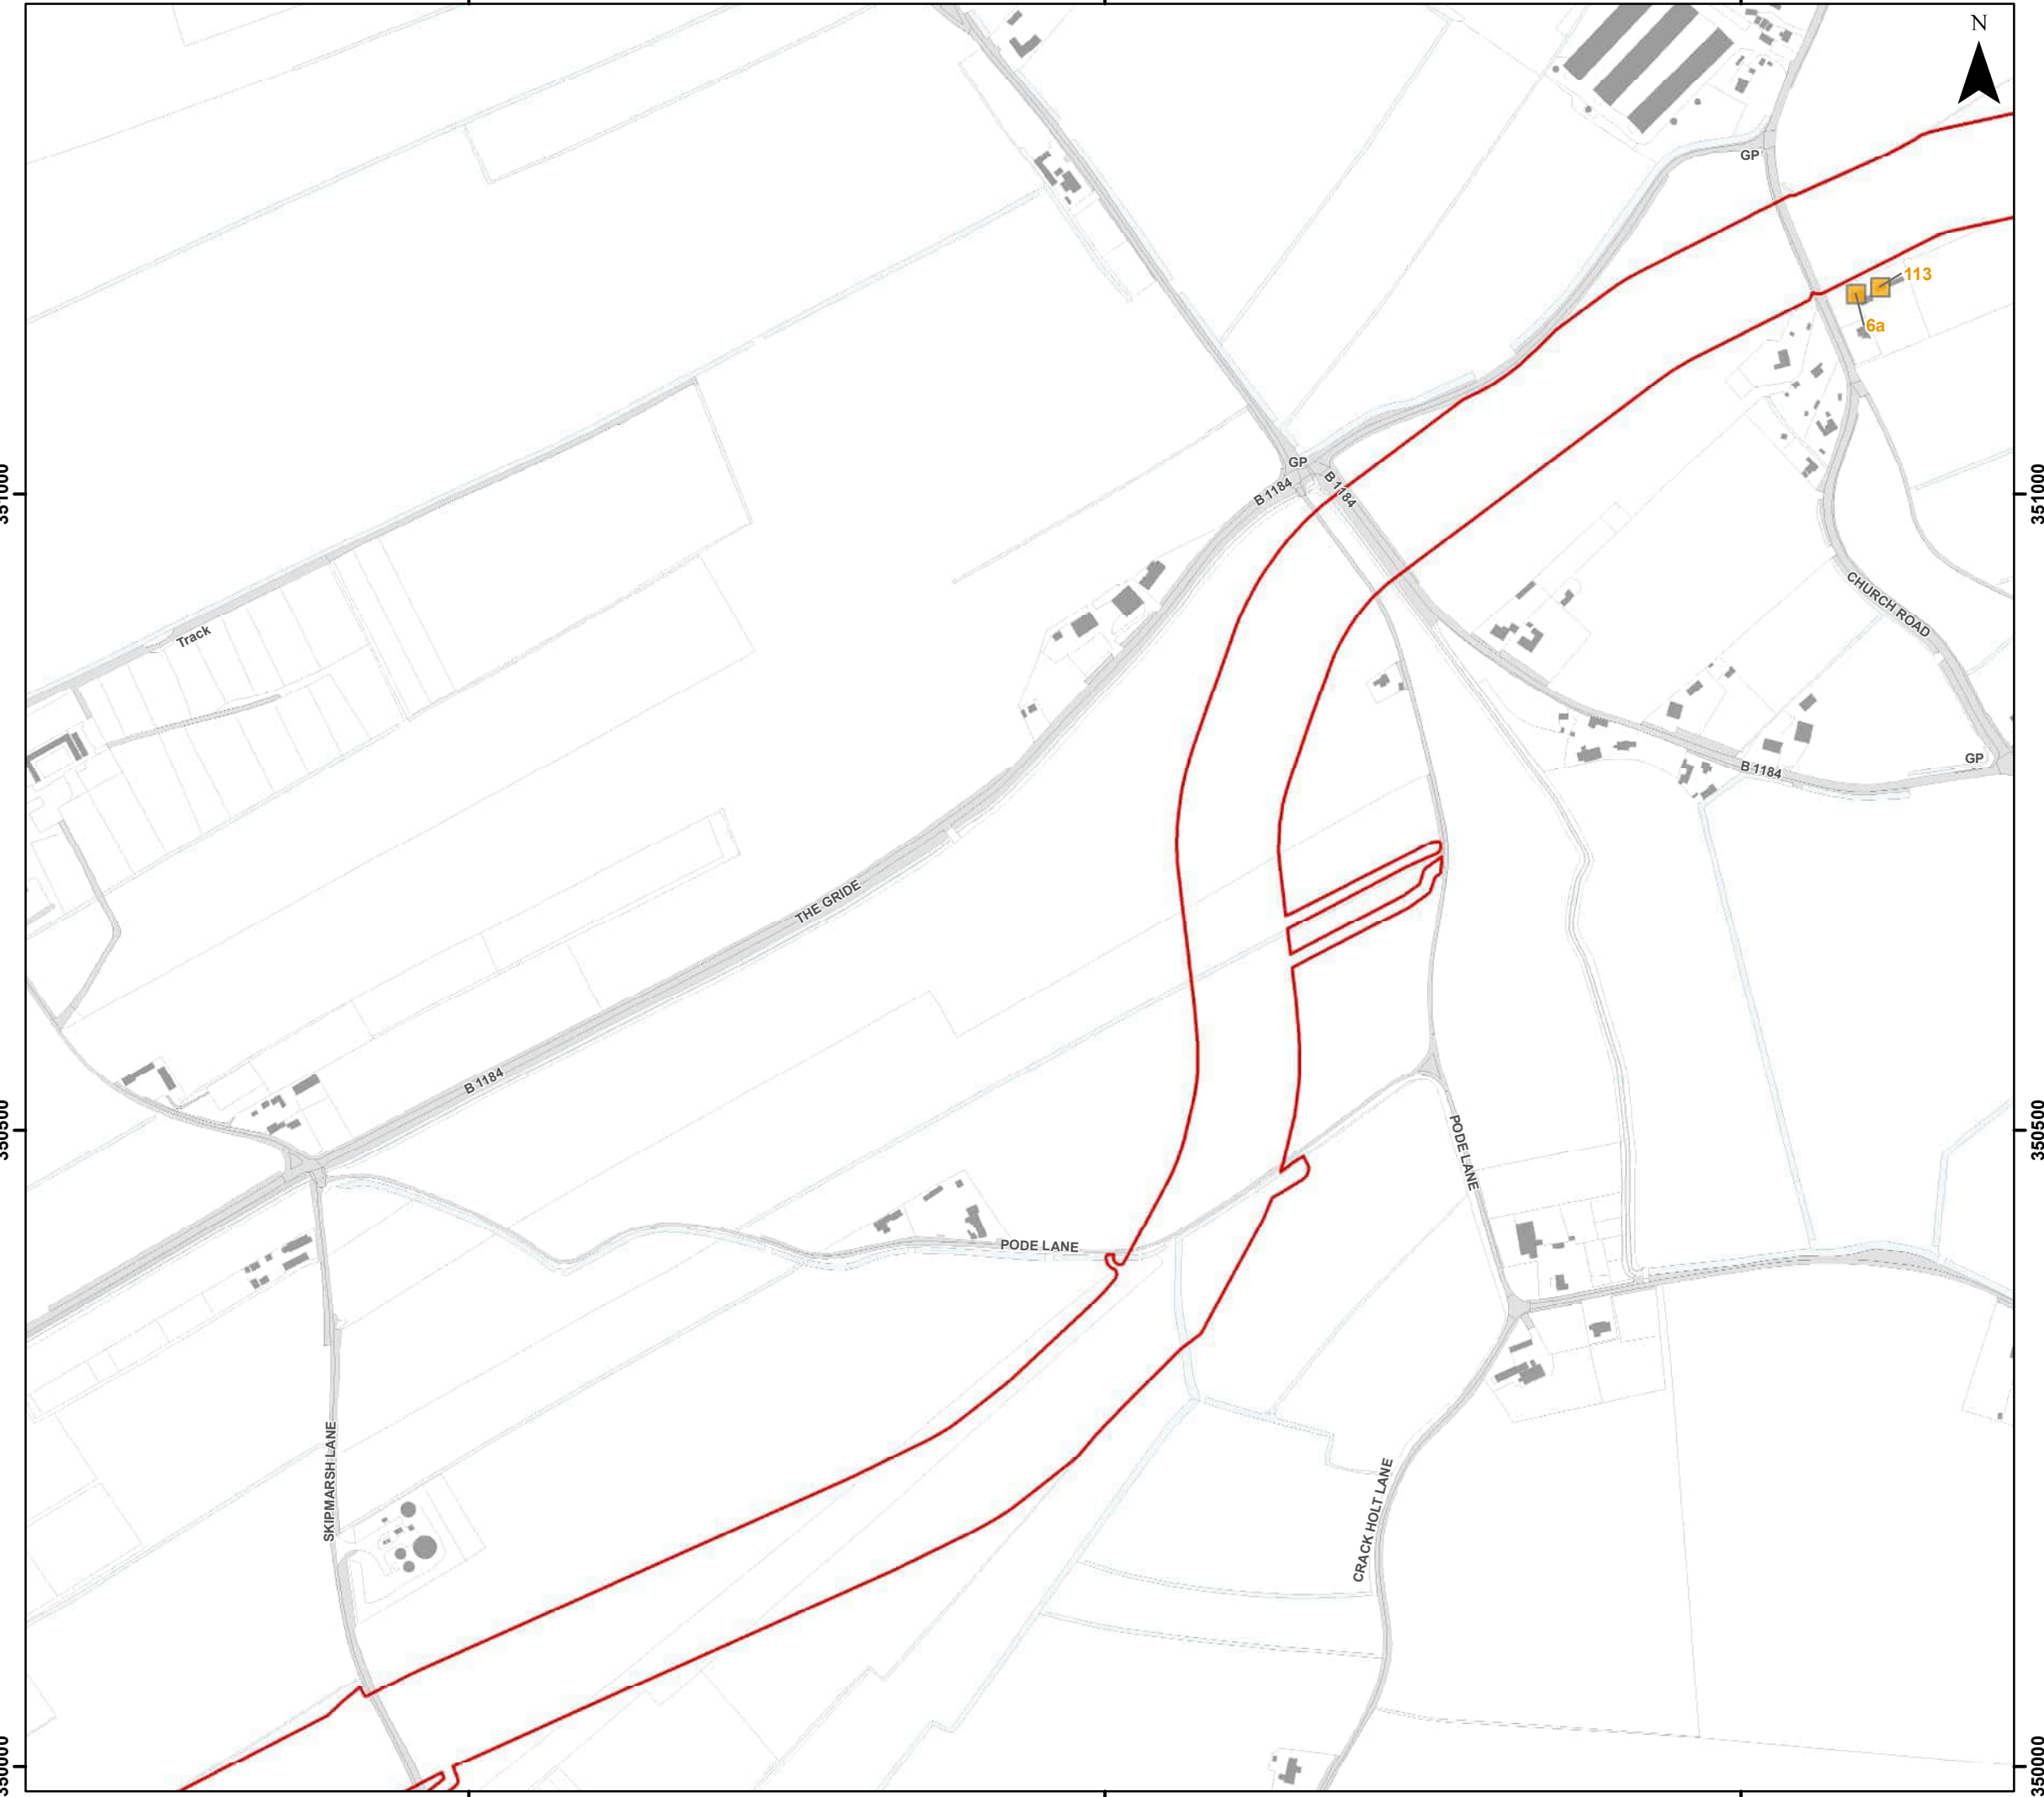 N
GP
113
6a
351000
GP
B 1184
B 1184
351000
CHURCH ROAD
Track
GP
B 1184
THE GRIDE
B 1184
350500
350500
PODE LANE
PODE LANE
SKIPMARSH LANE
CRACK HOLT LANE
350000
350000